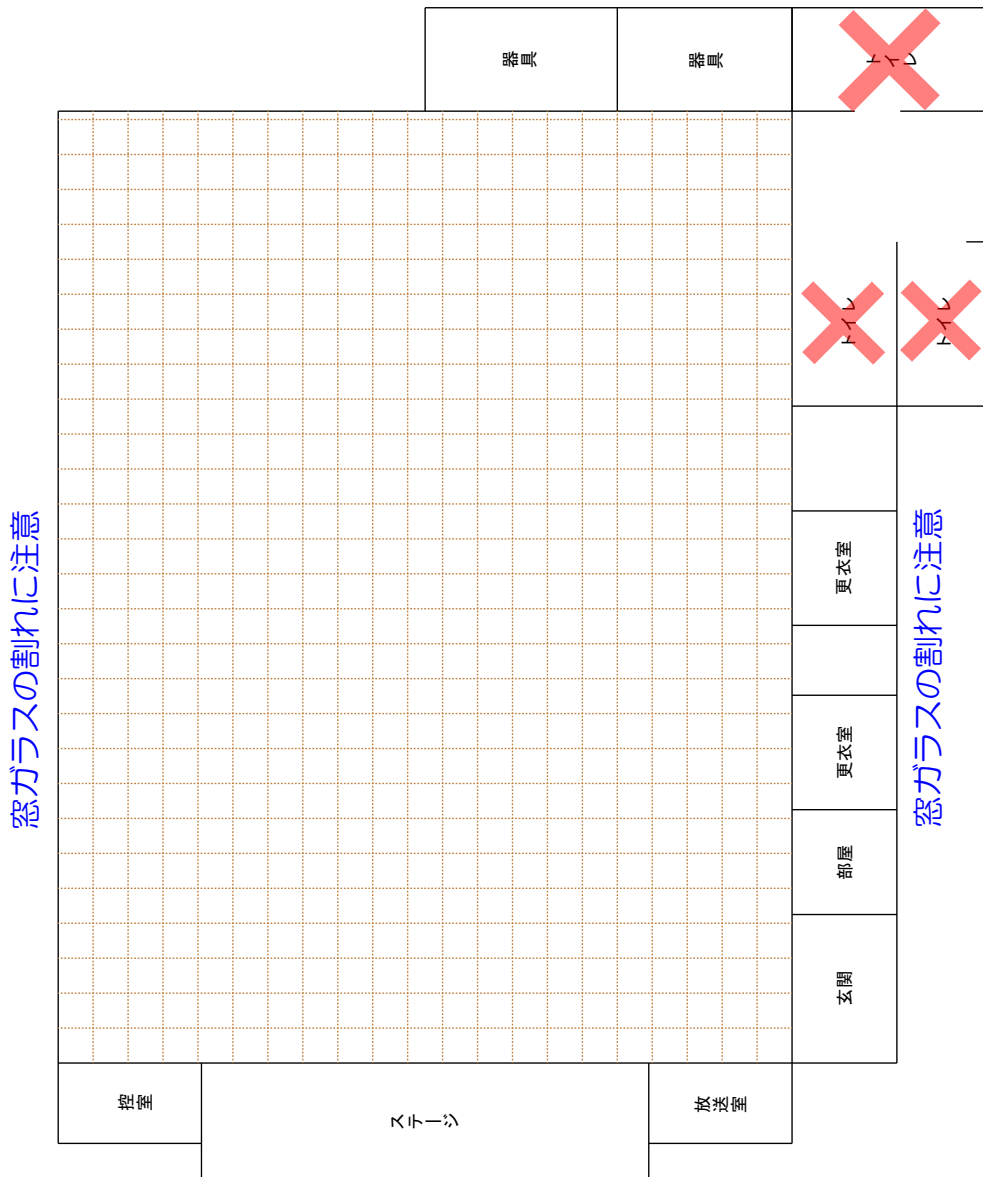 器具
器具
トイレ
トイレ
トイレ
窓ガラスの割れに注意
更衣室
窓ガラスの割れに注意
更衣室
部屋
玄関
控室
ステージ
放送室